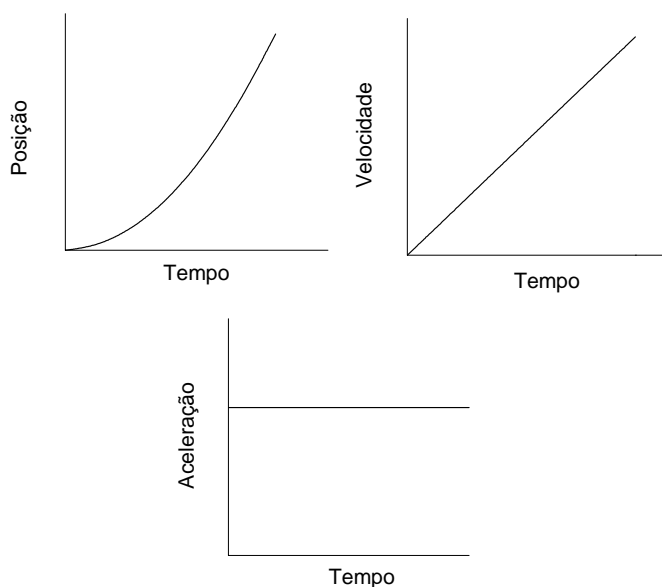 Posição
Tempo
Velocidade
Tempo
Aceleração
Tempo